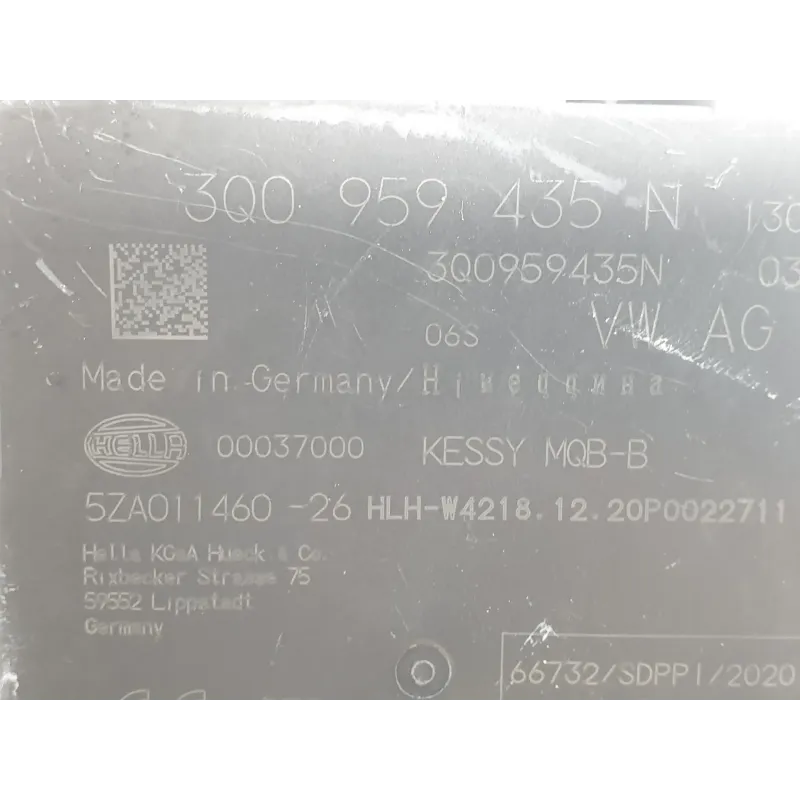 3Q0 959 435 N 130
3Q0959435N 03
06S VW AG
Made in Germany/Німеччина
HELLA 00037000 KESSY MQB-B
5ZA011460-26 HLH-W4218.12.20P0022711
Hella KGaA Hueck & Co.
Rixbecker Strasse 75
59552 Lippstadt
Germany
66732/SDPPI/2020